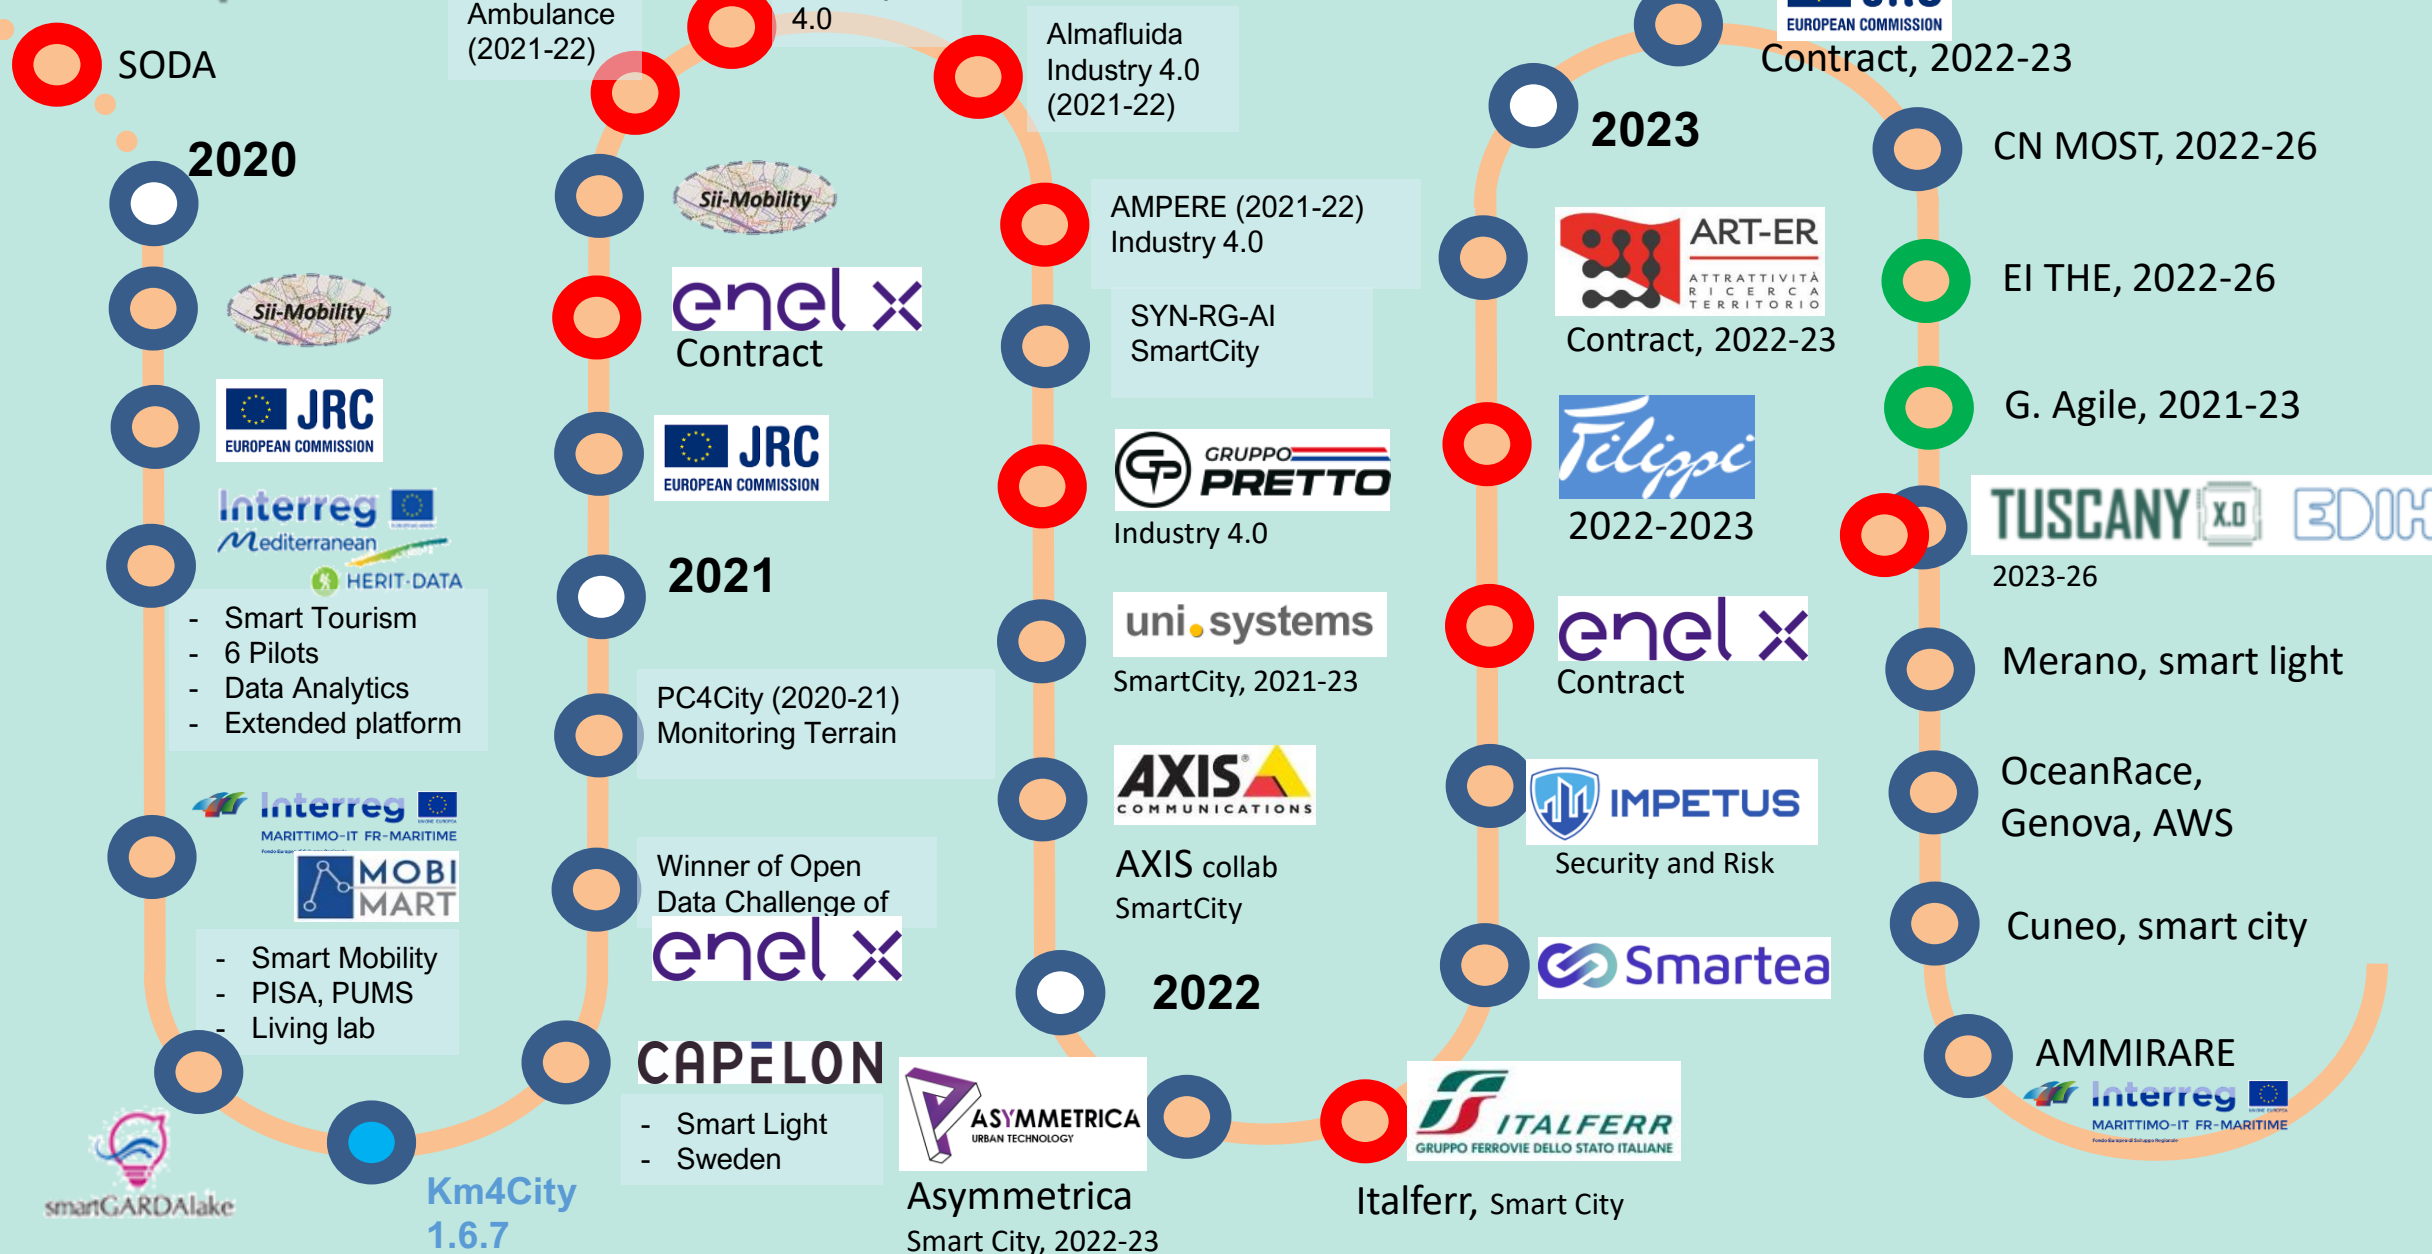 SODA
2020
Sii-Mobility
JRC
EUROPEAN COMMISSION
Interreg
Mediterranean
HERIT-DATA
- Smart Tourism
- 6 Pilots
- Data Analytics
- Extended platform
Interreg
MARITTIMO-IT FR-MARITIME
MOBI
MART
- Smart Mobility
- PISA, PUMS
- Living lab
smartGARDAlake
Km4City
1.6.7
CAPELON
- Smart Light
- Sweden
Winner of Open
Data Challenge of
enel x
PC4City (2020-21)
Monitoring Terrain
2021
JRC
EUROPEAN COMMISSION
enel x
Contract
Sii-Mobility
Ambulance
(2021-22)
4.0
Almafluida
Industry 4.0
(2021-22)
AMPERE (2021-22)
Industry 4.0
SYN-RG-AI
SmartCity
GP GRUPPO
PRETTO
Industry 4.0
uni.systems
SmartCity, 2021-23
AXIS
COMMUNICATIONS
AXIS collab
SmartCity
2022
ASYMMETRICA
URBAN TECHNOLOGY
Asymmetrica
Smart City, 2022-23
ITALFERR
GRUPPO FERROVIE DELLO STATO ITALIANE
Italferr, Smart City
Smartea
IMPETUS
Security and Risk
enel x
Contract
Filippi
2022-2023
ART-ER
ATTRATTIVITÀ
RICERCA
TERRITORIO
Contract, 2022-23
2023
JRC
EUROPEAN COMMISSION
Contract, 2022-23
CN MOST, 2022-26
EI THE, 2022-26
G. Agile, 2021-23
TUSCANY X.0 EDIH
2023-26
Merano, smart light
OceanRace,
Genova, AWS
Cuneo, smart city
AMMIRARE
Interreg
MARITTIMO-IT FR-MARITIME